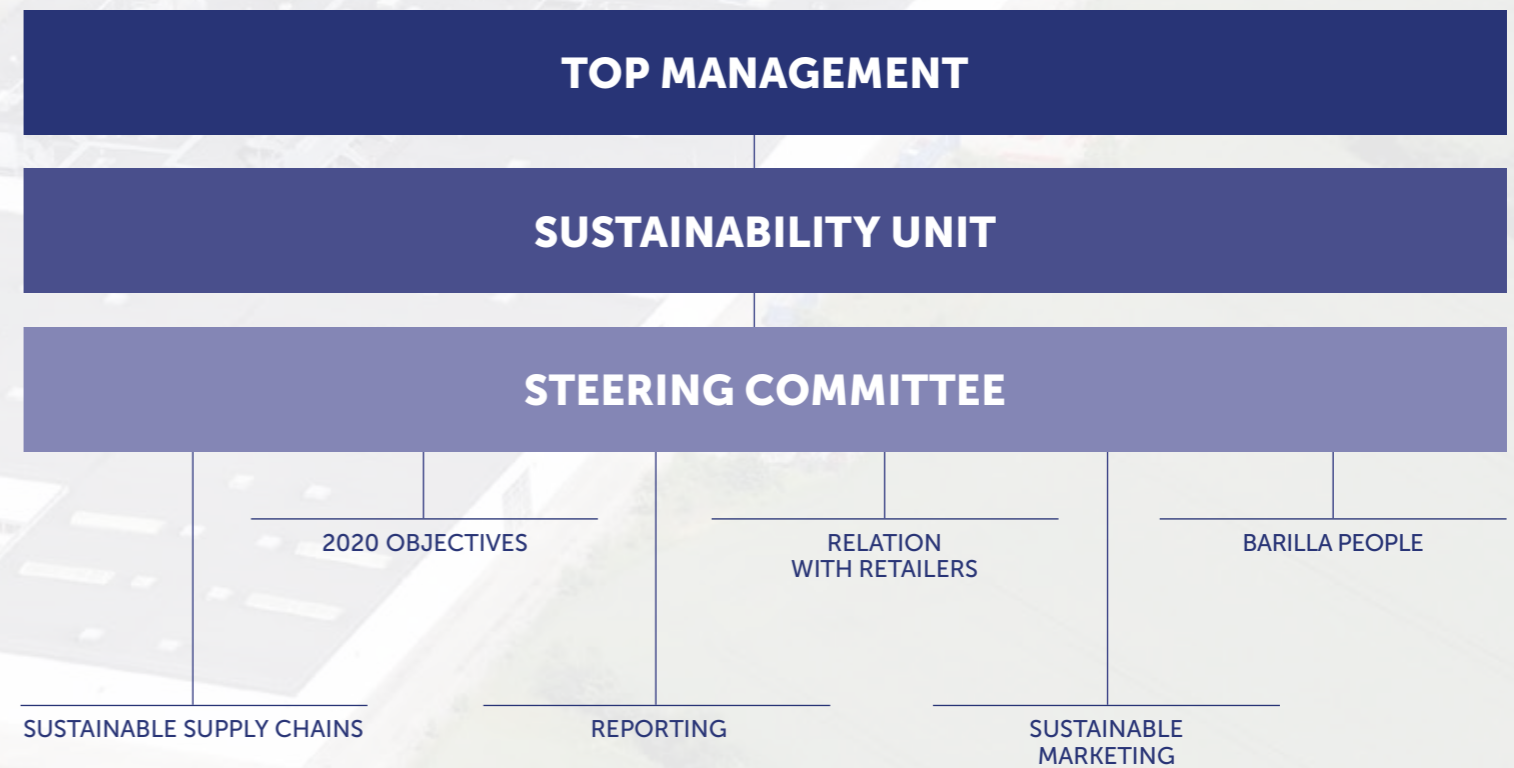 TOP MANAGEMENT
SUSTAINABILITY UNIT
STEERING COMMITTEE
2020 OBJECTIVES
RELATION
WITH RETAILERS
BARILLA PEOPLE
SUSTAINABLE SUPPLY CHAINS
REPORTING
SUSTAINABLE
MARKETING